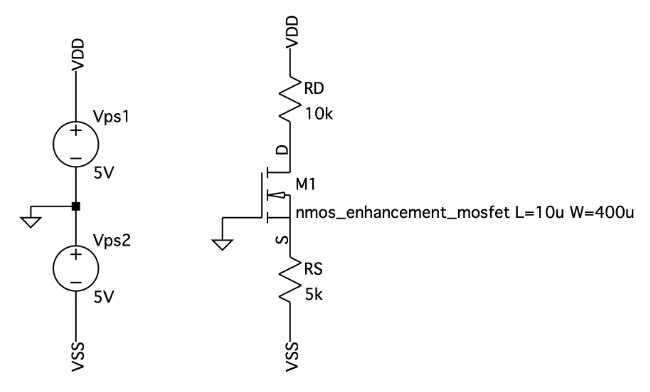 VDD
Vps1
5V
Vps2
5V
VSS
VDD
RD
10k
D
M1
nmos_enhancement_mosfet L=10u W=400u
S
RS
5k
VSS